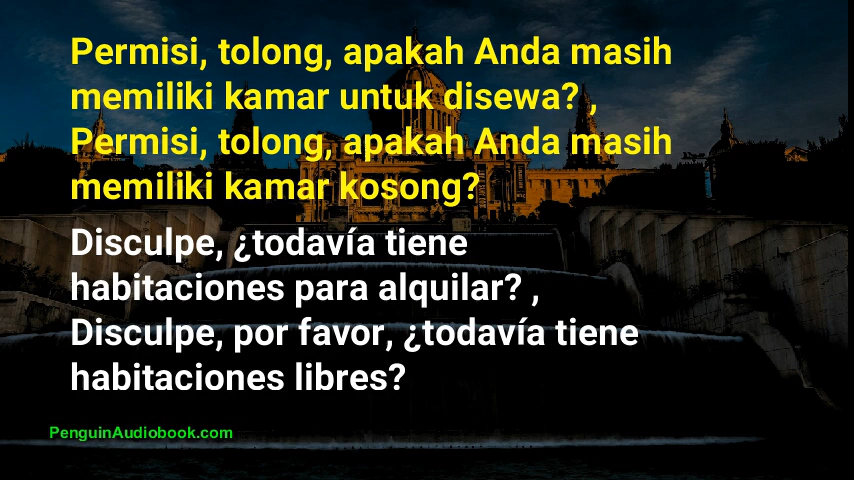 Permisi, tolong, apakah Anda masih
memiliki kamar untuk disewa? ,
Permisi, tolong, apakah Anda masih
memiliki kamar kosong?
Disculpe, ¿todavía tiene
habitaciones para alquilar? ,
Disculpe, por favor, ¿todavía tiene
habitaciones libres?
PenguinAudiobook.com